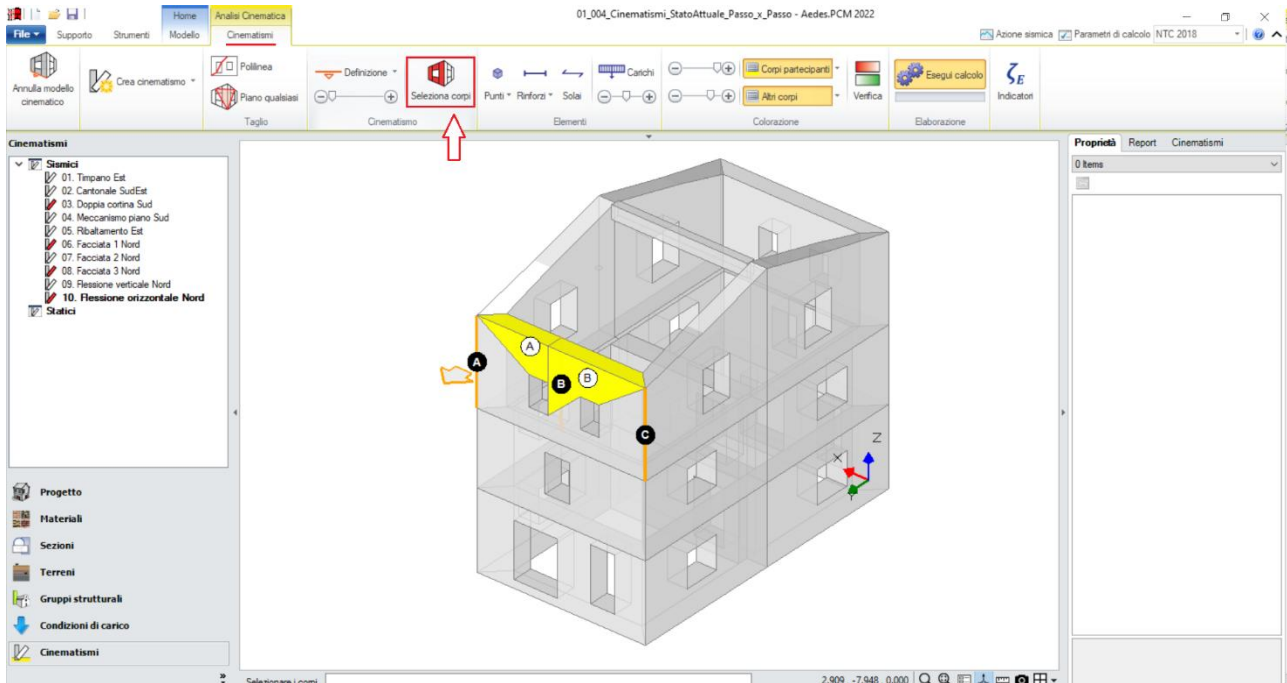 Home
Analisi Cinematica
01_004_Cinematismi_StatoAttuale_Passo_x_Passo - Aedes.PCM 2022
File
Supporto
Strumenti
Modello
Cinematismi
Azione sismica
Parametri di calcolo
NTC 2018
Annulla modello
cinematico
Crea cinematismo
Polilinea
Piano qualsiasi
Taglio
Definizione
Seleziona corpi
Cinematismo
Punti
Rinforzi
Solai
Carichi
Elementi
Corpi partecipanti
Altri corpi
Colorazione
Verifica
Esegui calcolo
Elaborazione
ζE
Indicatori
Cinematismi
Sismici
01. Timpano Est
02. Cantonale SudEst
03. Doppia cortina Sud
04. Meccanismo piano Sud
05. Ribaltamento Est
06. Facciata 1 Nord
07. Facciata 2 Nord
08. Facciata 3 Nord
09. Flessione verticale Nord
10. Flessione orizzontale Nord
Statici
Progetto
Materiali
Sezioni
Terreni
Gruppi strutturali
Condizioni di carico
Cinematismi
A
A
B
B
C
X
Y
Z
Proprietà
Report
Cinematismi
0 Items
Selezionare i corpi
2.909 -7.948 0.000